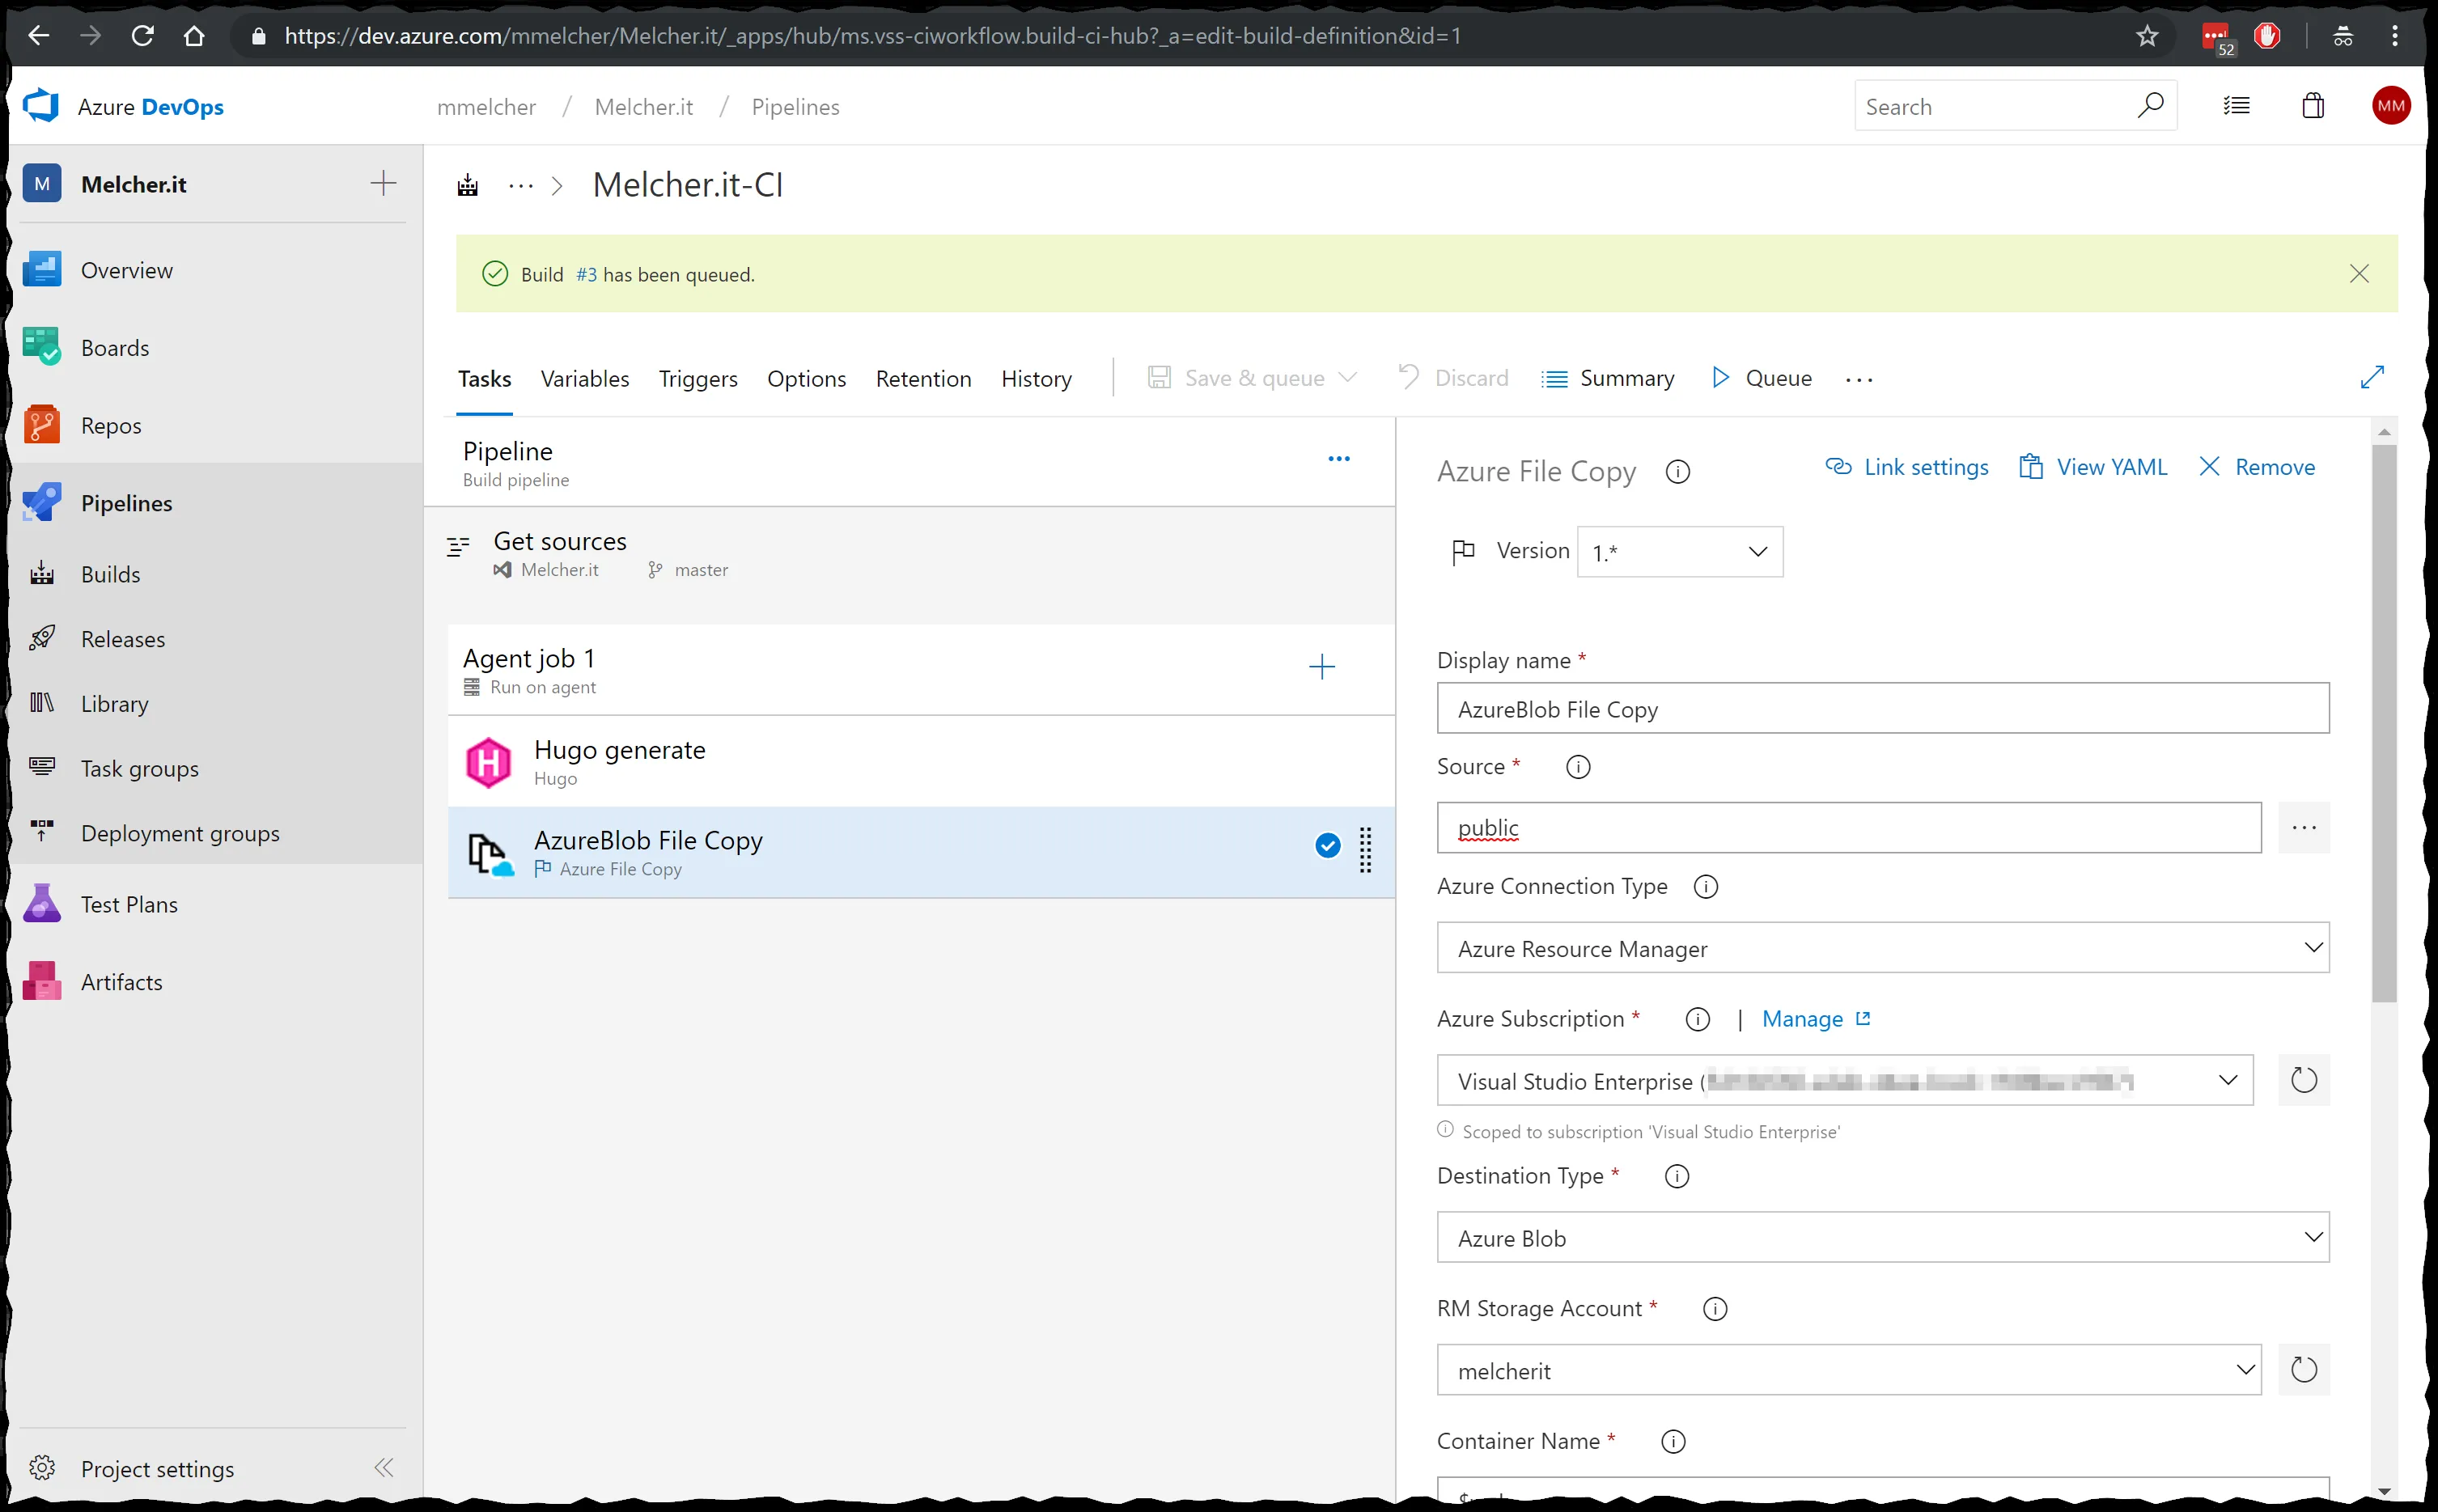 https://dev.azure.com/mmelcher/Melcher.it/_apps/hub/ms.vss-ciworkflow.build-ci-hub?_a=edit-build-definition&id=1
52
Azure DevOps
mmelcher / Melcher.it / Pipelines
Search
MM
M Melcher.it
Overview
Boards
Repos
Pipelines
Builds
Releases
Library
Task groups
Deployment groups
Test Plans
Artifacts
Project settings
... > Melcher.it-CI
Build #3 has been queued.
Tasks Variables Triggers Options Retention History Save & queue Discard Summary Queue ...
Pipeline
Build pipeline
Get sources
Melcher.it master
Agent job 1
Run on agent
Hugo generate
Hugo
AzureBlob File Copy
Azure File Copy
Azure File Copy Link settings View YAML Remove
Version 1.*
Display name *
AzureBlob File Copy
Source *
public
Azure Connection Type
Azure Resource Manager
Azure Subscription * | Manage
Visual Studio Enterprise (
Scoped to subscription 'Visual Studio Enterprise'
Destination Type *
Azure Blob
RM Storage Account *
melcherit
Container Name *